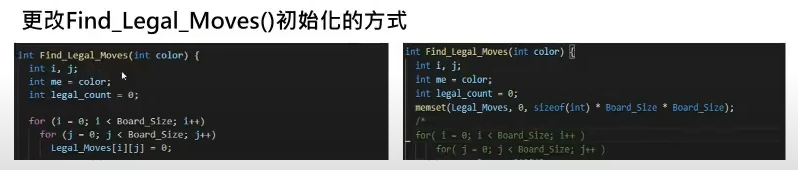 更改Find_Legal_Moves()初始化的方式
int Find_Legal_Moves(int color) {
int i, j;
int me = color;
int legal_count = 0;
for (i = 0; i < Board_Size; i++)
for (j = 0; j < Board_Size; j++)
Legal_Moves[i][j] = 0;
int Find_Legal_Moves(int color) {
int i, j;
int me = color;
int legal_count = 0;
memset(Legal_Moves, 0, sizeof(int) * Board_Size * Board_Size);
/*
for( i = 0; i < Board_Size; i++ )
for( j = 0; j < Board_Size; j++ )